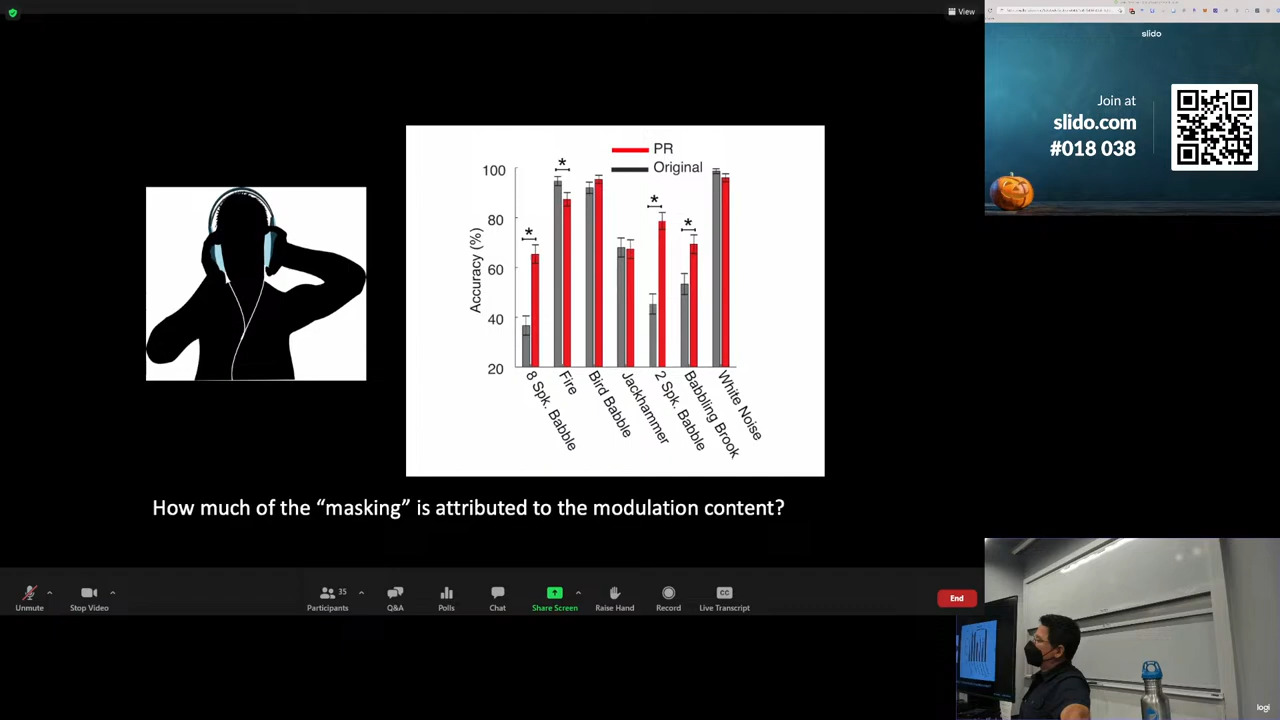 View
slido
Join at
slido.com
#018 038
PR
Original
*
*
*
*
100
80
60
40
20
Accuracy (%)
8 Spk. Babble
Fire
Bird Babble
Jackhammer
2 Spk. Babble
Babbling Brook
White Noise
How much of the “masking” is attributed to the modulation content?
Unmute
Stop Video
Participants
35
Q&A
Polls
Chat
Share Screen
Raise Hand
Record
CC
Live Transcript
End
logi